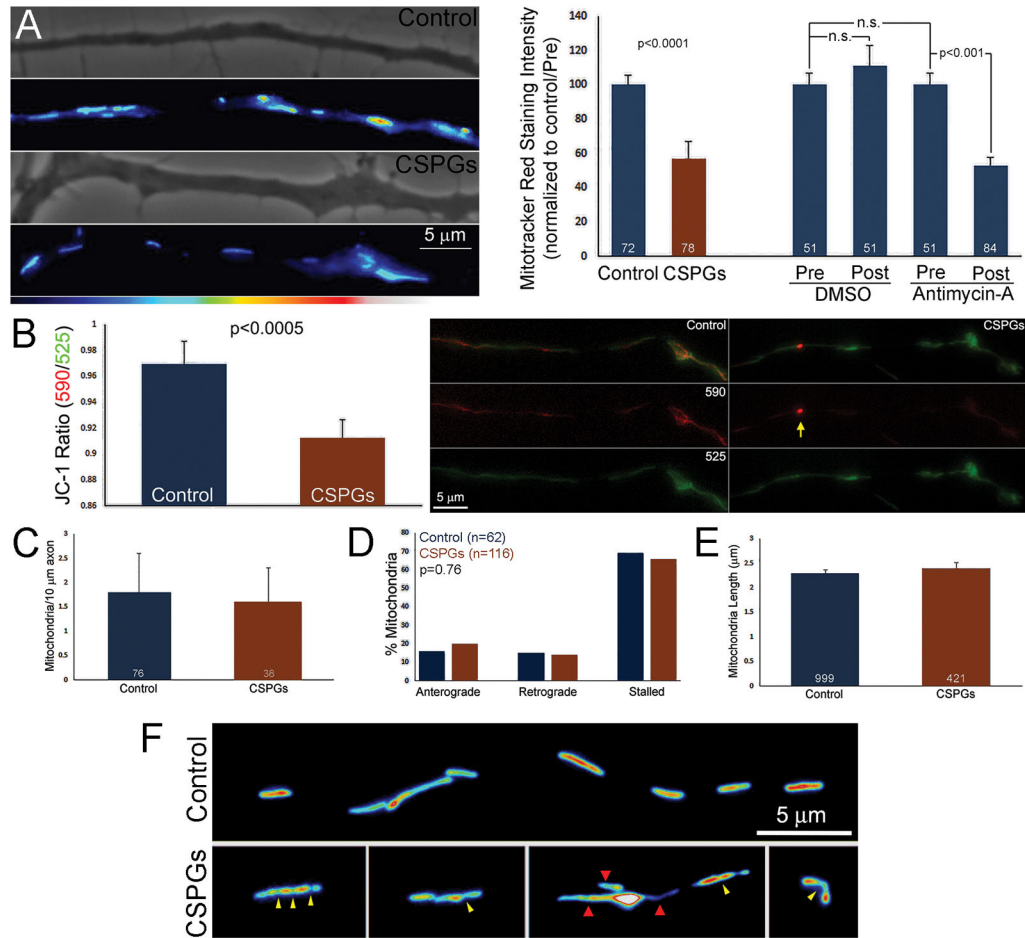 A
Control
CSPGs
5 μm
Mitotracker Red Staining Intensity
(normalized to control/Pre)
140
120
100
80
60
40
20
0
p<0.0001
n.s.
n.s.
p<0.001
72
78
51
51
51
84
Control
CSPGs
Pre
Post
Pre
Post
DMSO
Antimycin-A
B
JC-1 Ratio (590/525)
1
0.98
0.96
0.94
0.92
0.9
0.88
0.86
p<0.0005
Control
CSPGs
Control
CSPGs
590
525
5 μm
C
Mitochondria/10 μm axon
3
2.5
2
1.5
1
0.5
0
76
38
Control
CSPGs
D
% Mitochondria
80
70
60
50
40
30
20
10
0
Control (n=62)
CSPGs (n=116)
p=0.76
Anterograde
Retrograde
Stalled
E
Mitochondria Length (μm)
3
2.5
2
1.5
1
0.5
0
999
421
Control
CSPGs
F
Control
5 μm
CSPGs